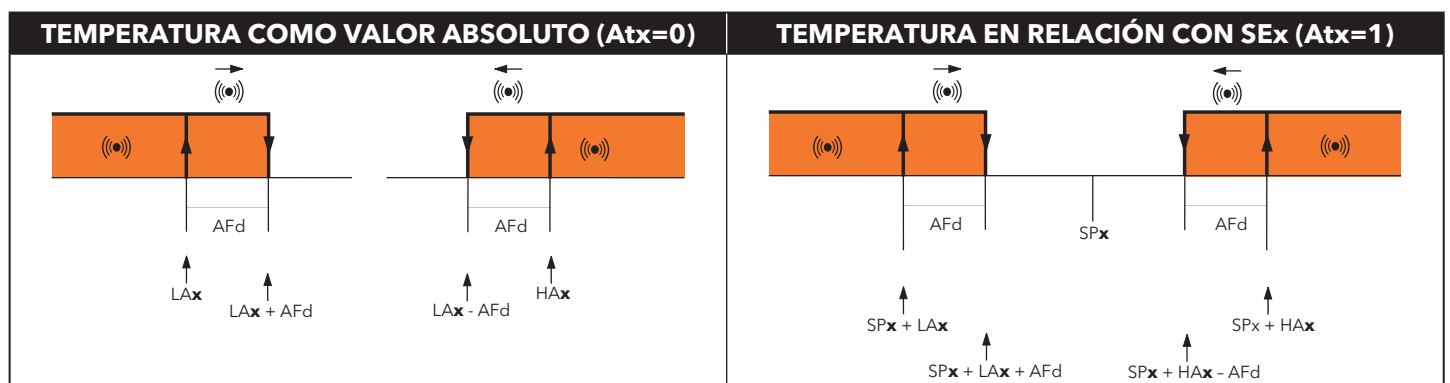 TEMPERATURA COMO VALOR ABSOLUTO (Atx=0)
AFd
AFd
LAx
LAx + AFd
LAx - AFd
HAx
TEMPERATURA EN RELACIÓN CON SEx (Atx=1)
AFd
SPx
AFd
SPx + LAx
SPx + HAx
SPx + LAx + AFd
SPx + HAx - AFd